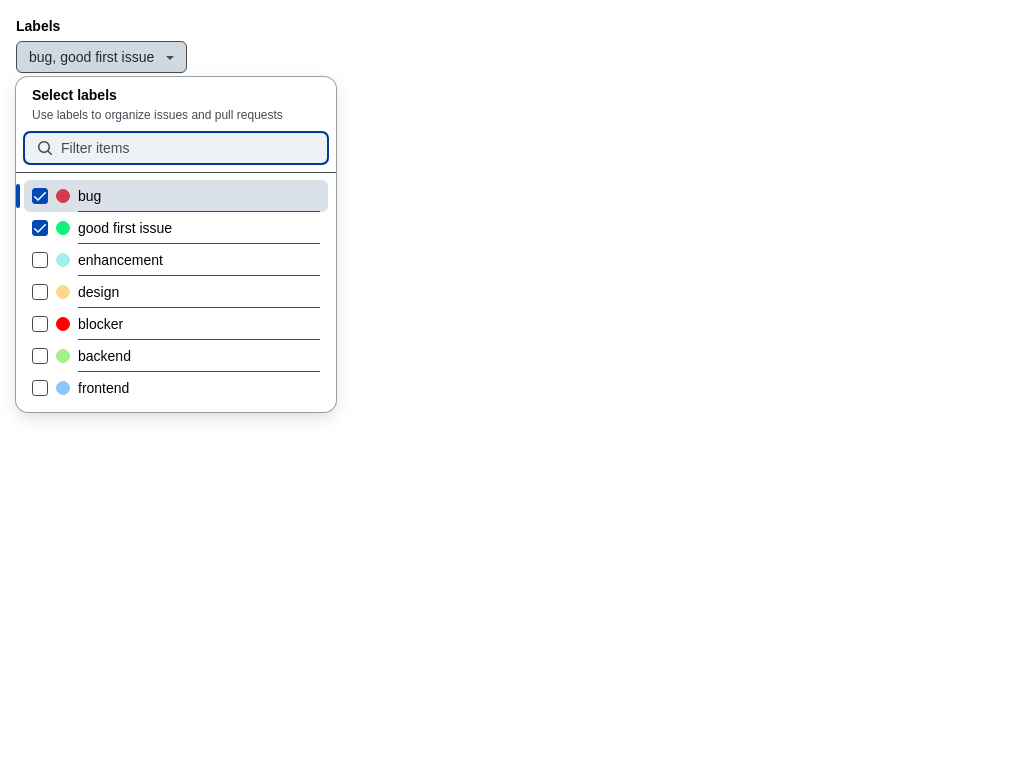 Labels
bug, good first issue
Select labels
Use labels to organize issues and pull requests
Filter items
bug
good first issue
enhancement
design
blocker
backend
frontend